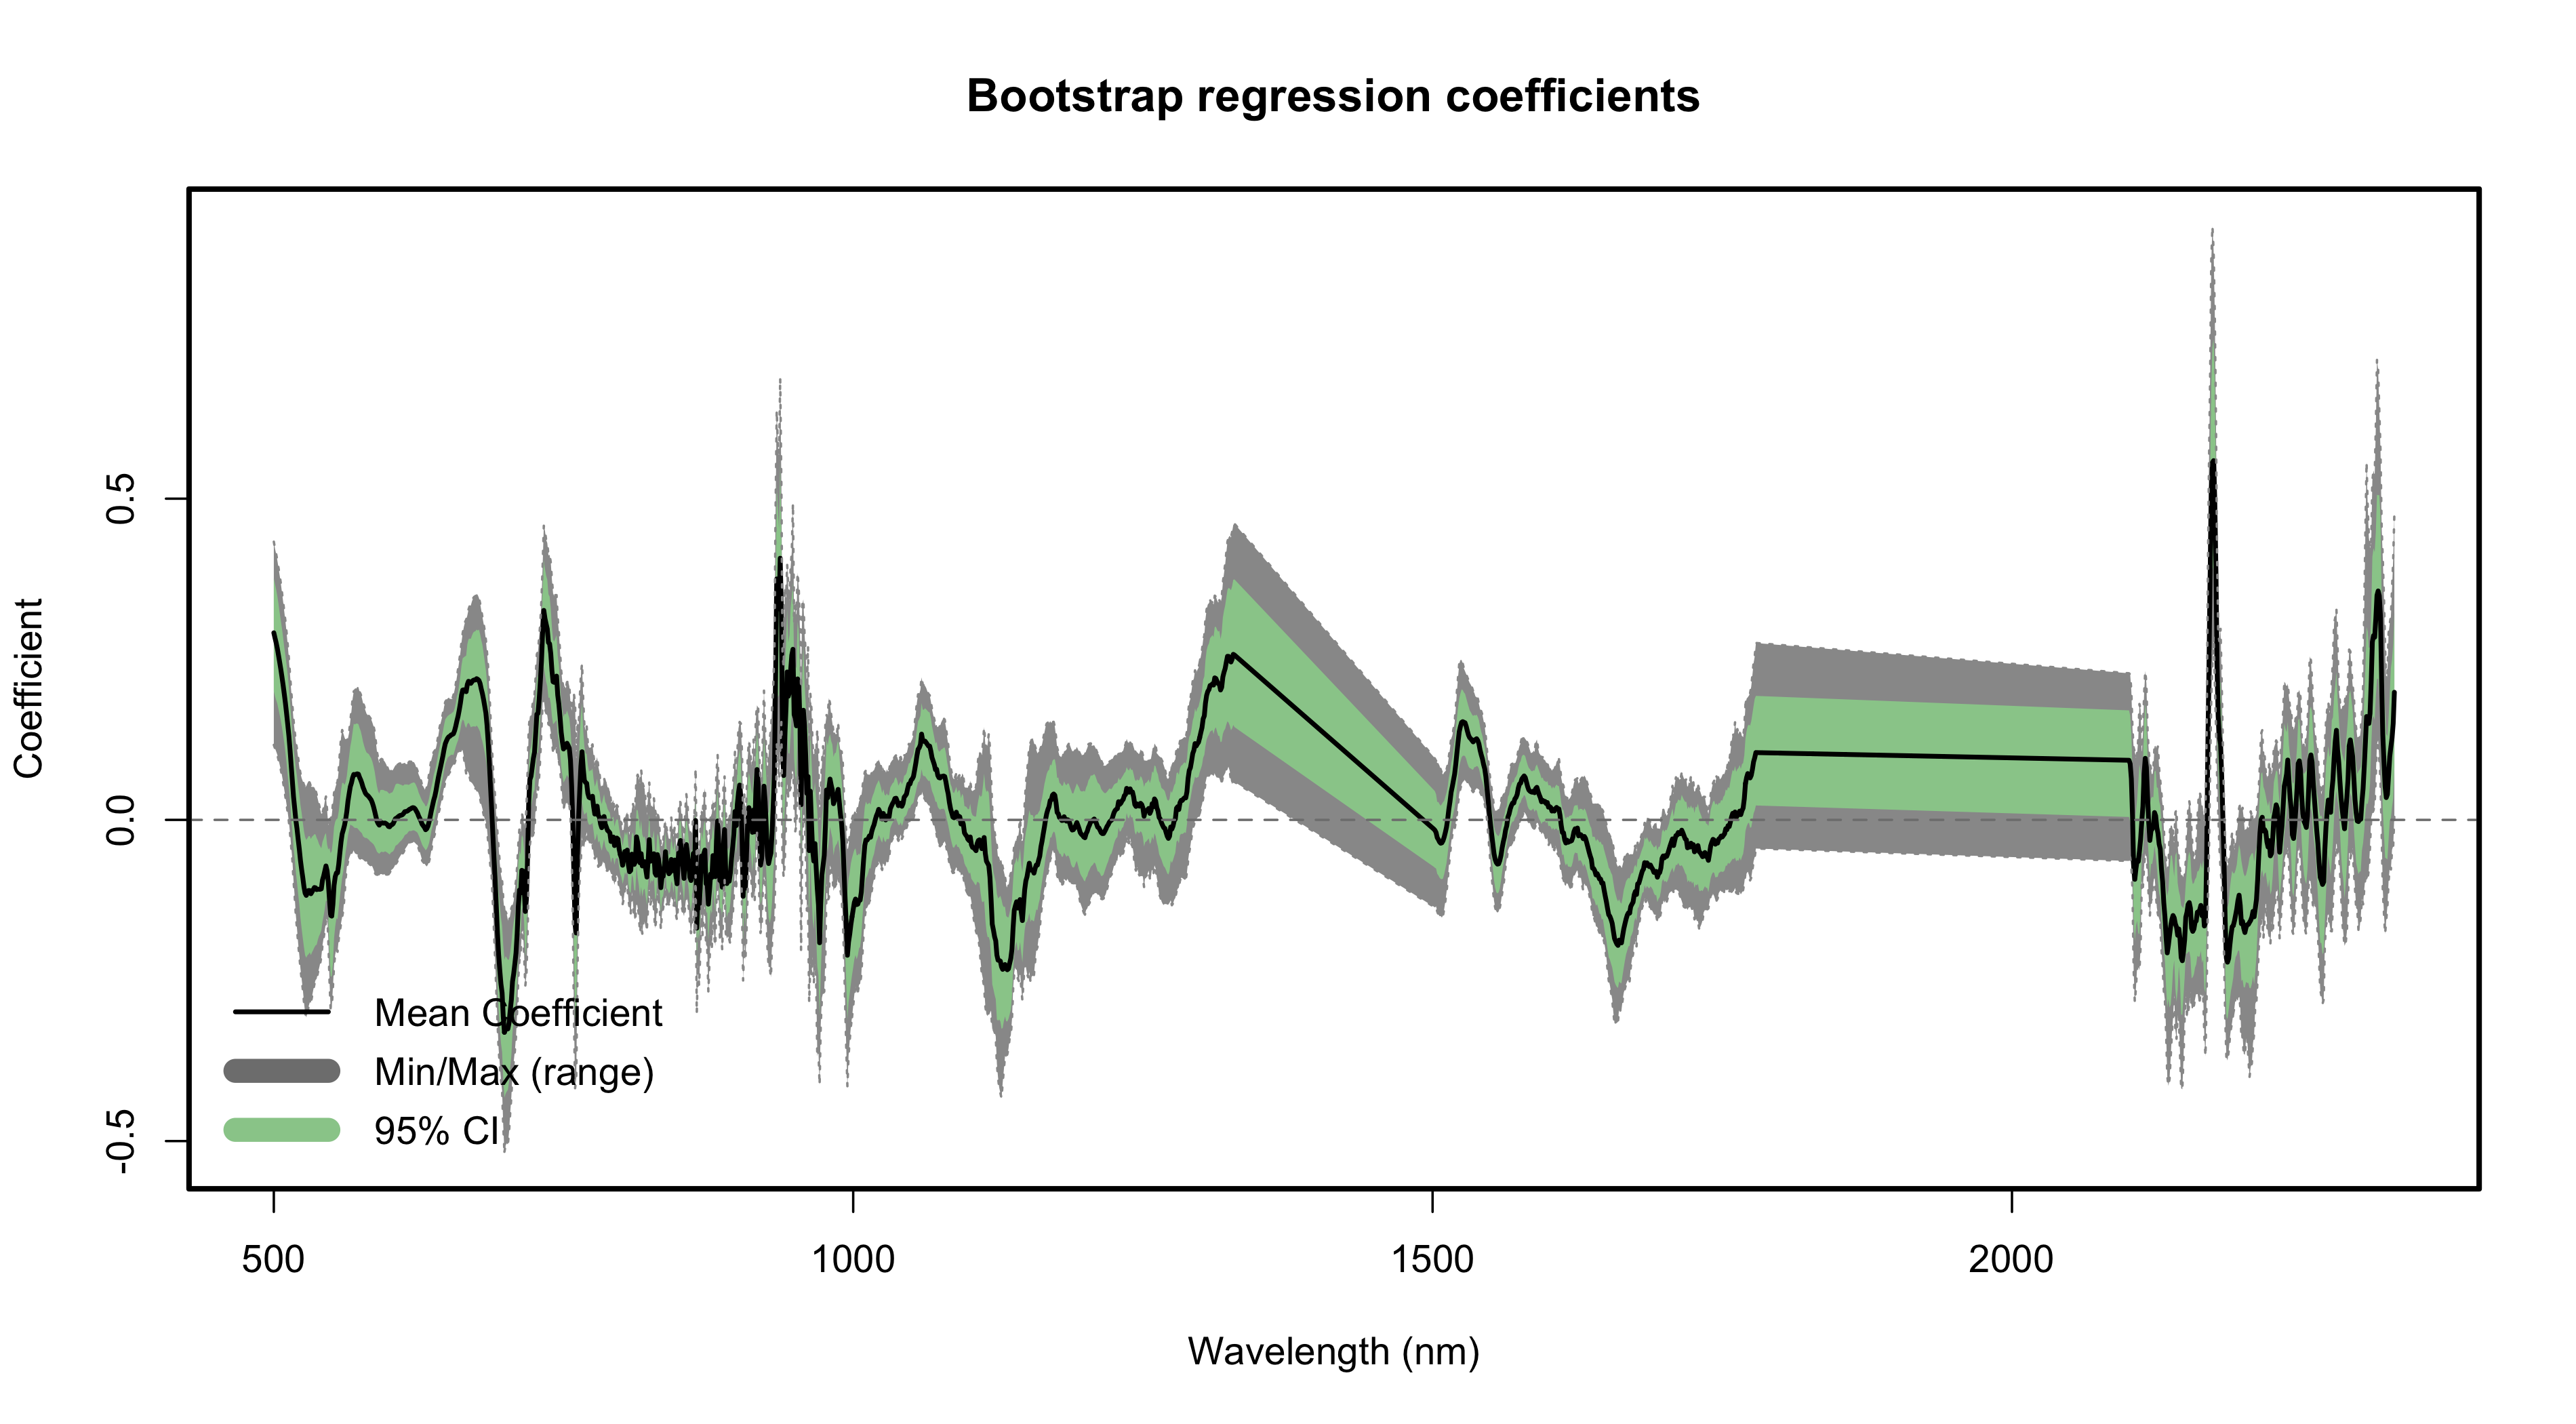 Bootstrap regression coefficients
Coefficient
0.5
0.0
-0.5
Mean Coefficient
Min/Max (range)
95% CI
500 1000 1500 2000
Wavelength (nm)